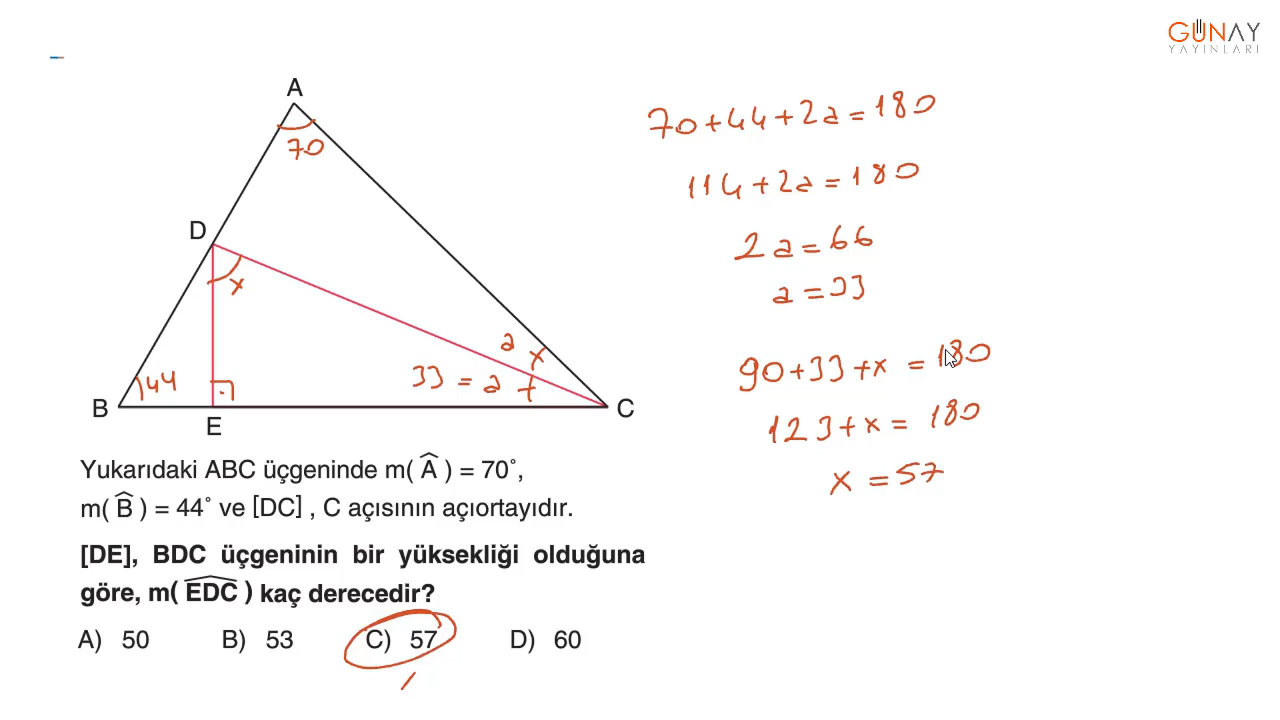 GÜNAY
YAYINLARI
A
70
70+44+2a=180
114+2a=180
D
x
2a=66
a=33
a
x
90+33+x=180
44
33=a
123+x=180
B
E
C
x=57
Yukarıdaki ABC üçgeninde m(A) = 70°,
m(B) = 44° ve [DC] , C açısının açıortayıdır.
[DE], BDC üçgeninin bir yüksekliği olduğuna
göre, m(EDC) kaç derecedir?
A) 50 B) 53 C) 57 D) 60